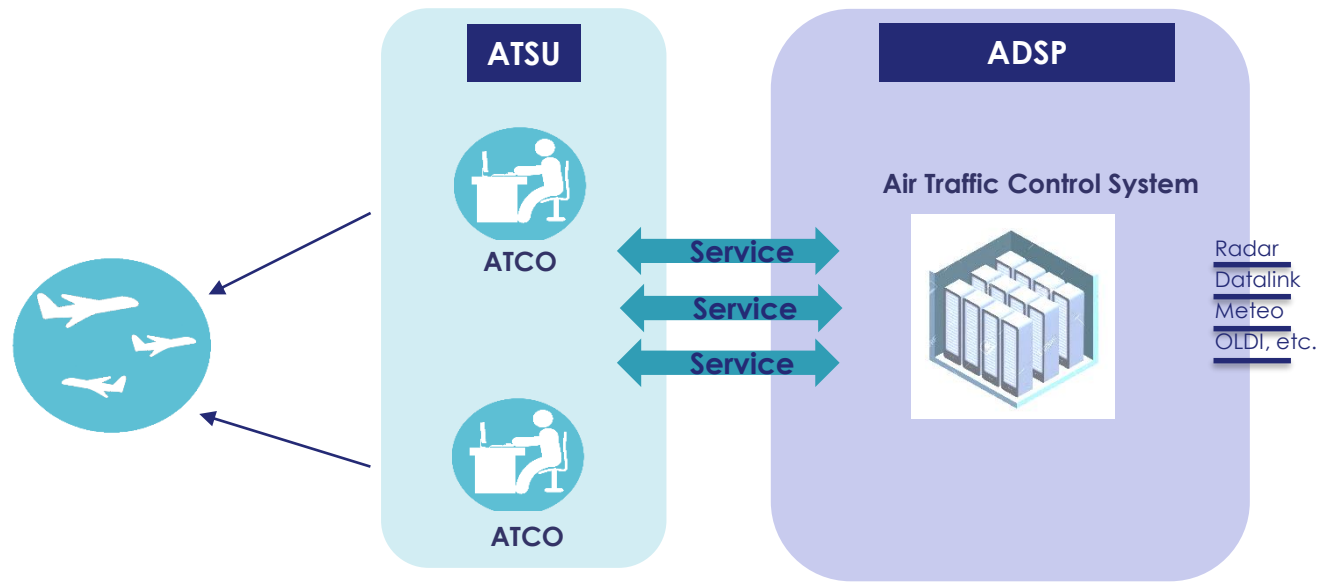 ATSU
ADSP
ATCO
ATCO
Service
Service
Service
Air Traffic Control System
Radar
Datalink
Meteo
OLDI, etc.